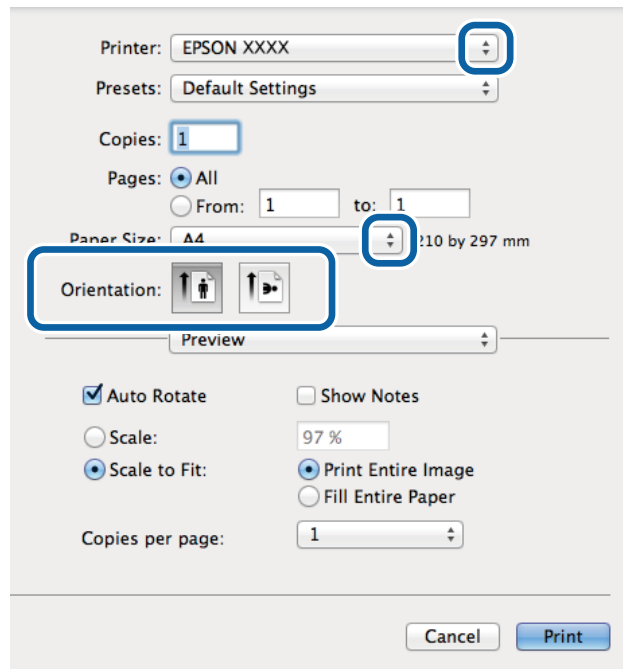 Printer: EPSON XXXX
Presets: Default Settings
Copies: 1
Pages: All
From: 1 to: 1
Paper Size: A4 210 by 297 mm
Orientation:
Preview
Auto Rotate Show Notes
Scale: 97 %
Scale to Fit: Print Entire Image
Fill Entire Paper
Copies per page: 1
Cancel Print